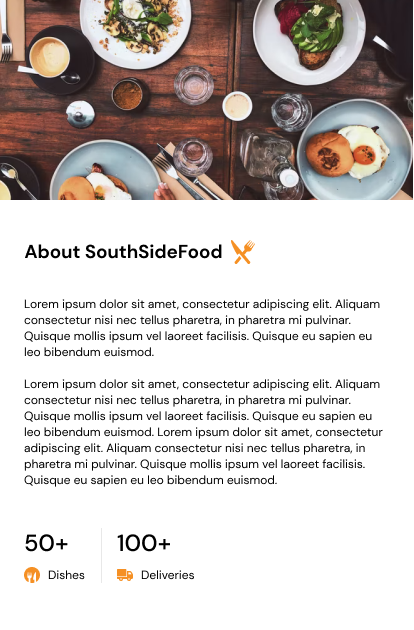 About SouthSideFood
Lorem ipsum dolor sit amet, consectetur adipiscing elit. Aliquam
consectetur nisi nec tellus pharetra, in pharetra mi pulvinar.
Quisque mollis ipsum vel laoreet facilisis. Quisque eu sapien eu
leo bibendum euismod.
Lorem ipsum dolor sit amet, consectetur adipiscing elit. Aliquam
consectetur nisi nec tellus pharetra, in pharetra mi pulvinar.
Quisque mollis ipsum vel laoreet facilisis. Quisque eu sapien eu
leo bibendum euismod. Lorem ipsum dolor sit amet, consectetur
adipiscing elit. Aliquam consectetur nisi nec tellus pharetra, in
pharetra mi pulvinar. Quisque mollis ipsum vel laoreet facilisis.
Quisque eu sapien eu leo bibendum euismod.
50+ 100+
Dishes Deliveries